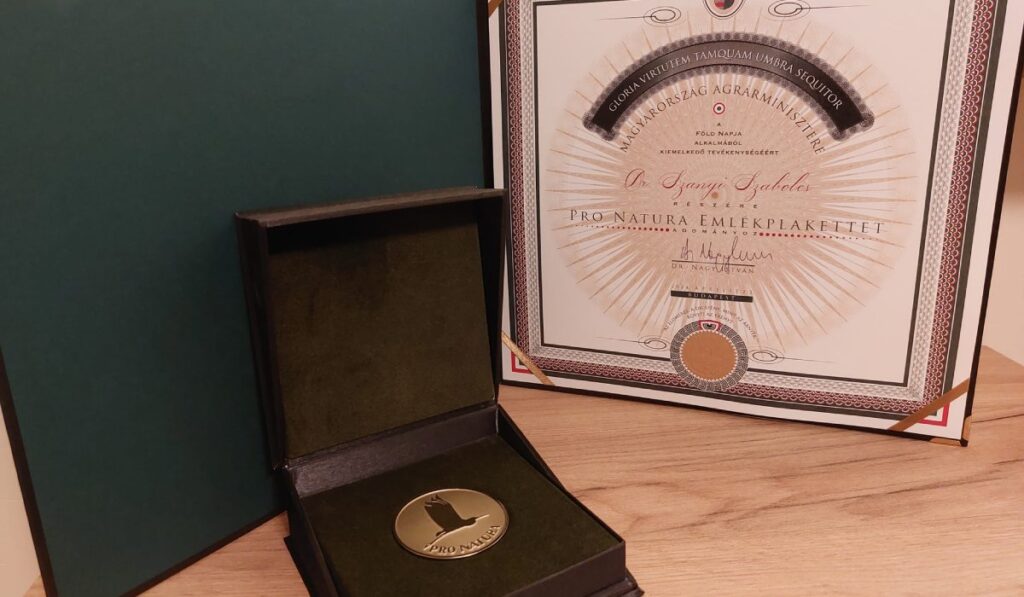 GLORIA VIRTUTEM TAMQUAM UMBRA SEQUITOR
MAGYARORSZÁG AGRÁRMINISZTERE
A
FÖLD NAPJA
ALKALMÁBÓL
KIEMELKEDŐ TEVÉKENYSÉGÉÉRT
Dr. Szanyi Szabolcs
RÉSZÉRE
PRO NATURA EMLÉKPLAKETTET
ADOMÁNYOZ
DR. NAGY ISTVÁN
BUDAPEST
PRO NATURA